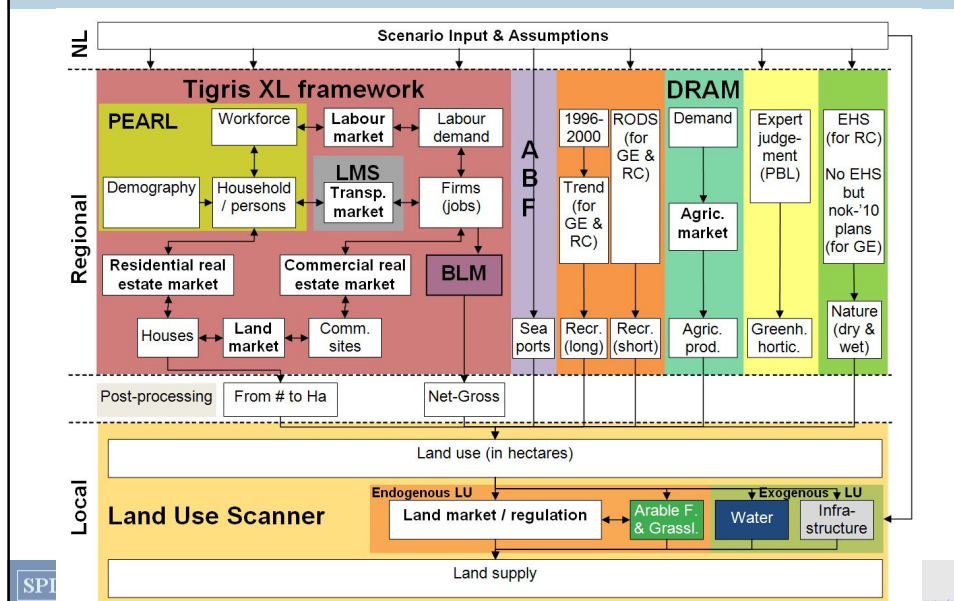 NL
Scenario Input & Assumptions
Regional
Tigris XL framework
PEARL
Workforce
Labour
market
Labour
demand
LMS
Demography
Household
/ persons
Transp.
market
Firms
(jobs)
Residential real
estate market
Commercial real
estate market
BLM
Houses
Land
market
Comm.
sites
A
B
F
Sea
ports
1996-
2000
Trend
(for
GE &
RC)
Recr.
(long)
RODS
(for
GE &
RC)
Recr.
(short)
DRAM
Demand
Agric.
market
Agric.
prod.
Expert
judge-
ment
(PBL)
Greenh.
hortic.
EHS
(for RC)
No EHS
but
nok-'10
plans
(for GE)
Nature
(dry &
wet)
Post-processing
From # to Ha
Net-Gross
Local
Land use (in hectares)
Land Use Scanner
Endogenous LU
Exogenous LU
Land market / regulation
Arable F.
& Grassl.
Water
Infra-
structure
Land supply